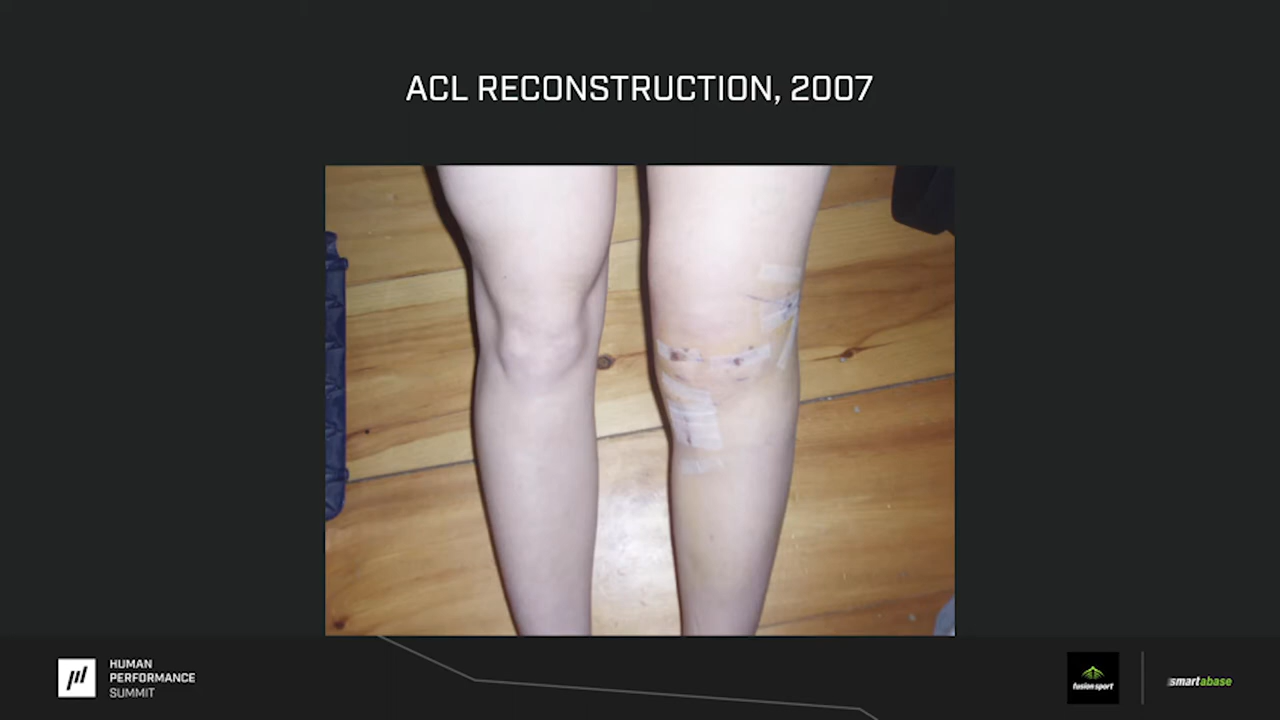 ACL RECONSTRUCTION, 2007
HUMAN
PERFORMANCE
SUMMIT
fusion sport
smartabase